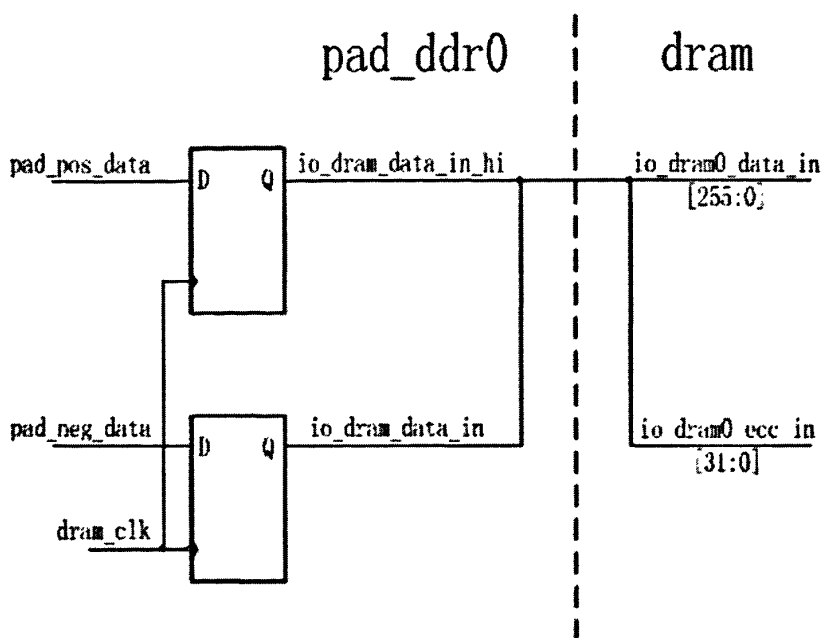 pad_ddr0 dram
pad_pos_data D Q io_dram_data_in_hi io_dram0_data_in
[255:0]
pad_neg_data D Q io_dram_data_in io_dram0_ecc_in
[31:0]
dram_clk